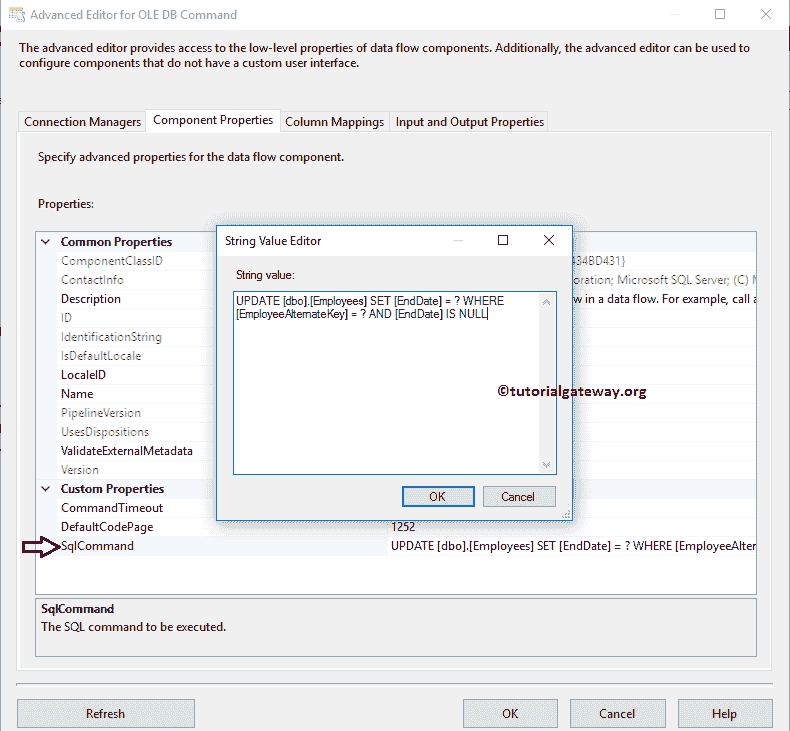 Advanced Editor for OLE DB Command
The advanced editor provides access to the low-level properties of data flow components. Additionally, the advanced editor can be used to
configure components that do not have a custom user interface.
Connection Managers
Component Properties
Column Mappings
Input and Output Properties
Specify advanced properties for the data flow component.
Properties:
Common Properties
ComponentClassID
434BD431}
ContactInfo
oration; Microsoft SQL Server; (C) M
Description
w in a data flow. For example, call a
ID
IdentificationString
IsDefaultLocale
LocaleID
Name
PipelineVersion
UsesDispositions
ValidateExternalMetadata
Version
Custom Properties
CommandTimeout
DefaultCodePage
1252
SqlCommand
UPDATE [dbo].[Employees] SET [EndDate] = ? WHERE [EmployeeAlter
String Value Editor
String value:
UPDATE [dbo].[Employees] SET [EndDate] = ? WHERE
[EmployeeAlternateKey] = ? AND [EndDate] IS NULL
©tutorialgateway.org
OK
Cancel
SqlCommand
The SQL command to be executed.
Refresh
OK
Cancel
Help